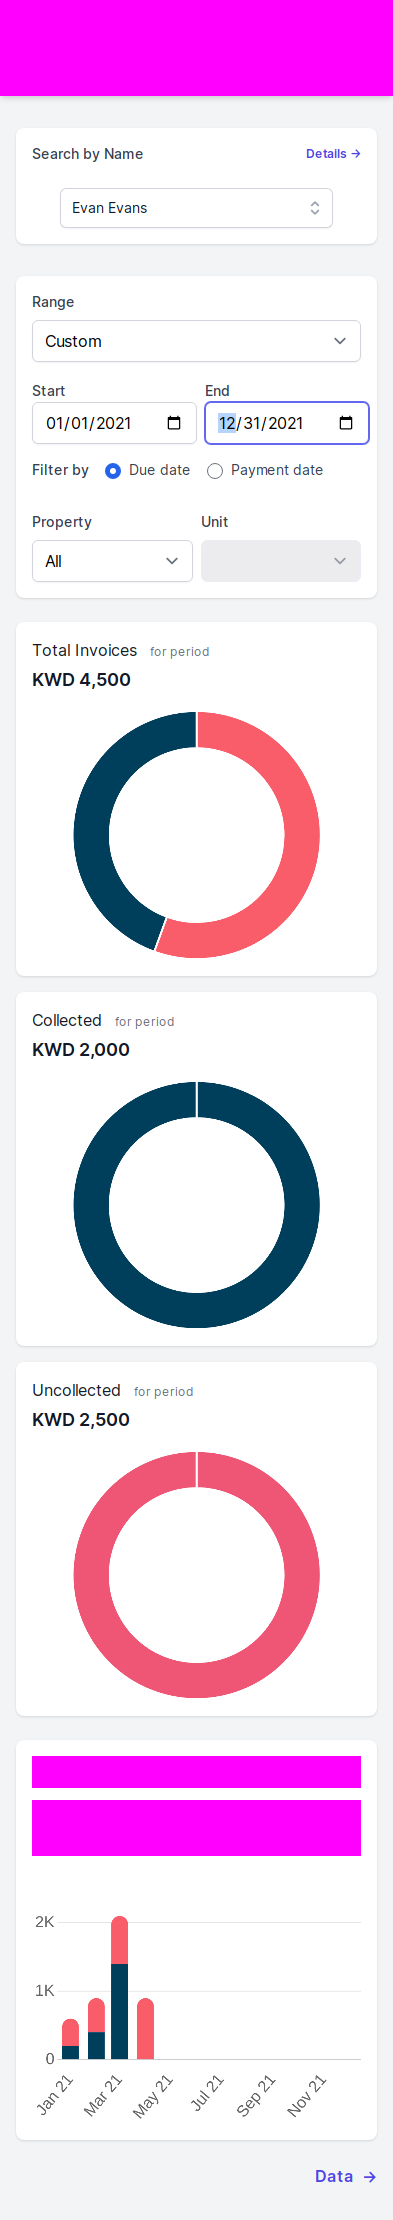 Search by Name Details →
Evan Evans
Range
Custom
Start End
01/01/2021 12/31/2021
Filter by Due date Payment date
Property Unit
All
Total Invoices for period
KWD 4,500
Collected for period
KWD 2,000
Uncollected for period
KWD 2,500
2K
1K
0
Jan 21 Mar 21 May 21 Jul 21 Sep 21 Nov 21
Data →